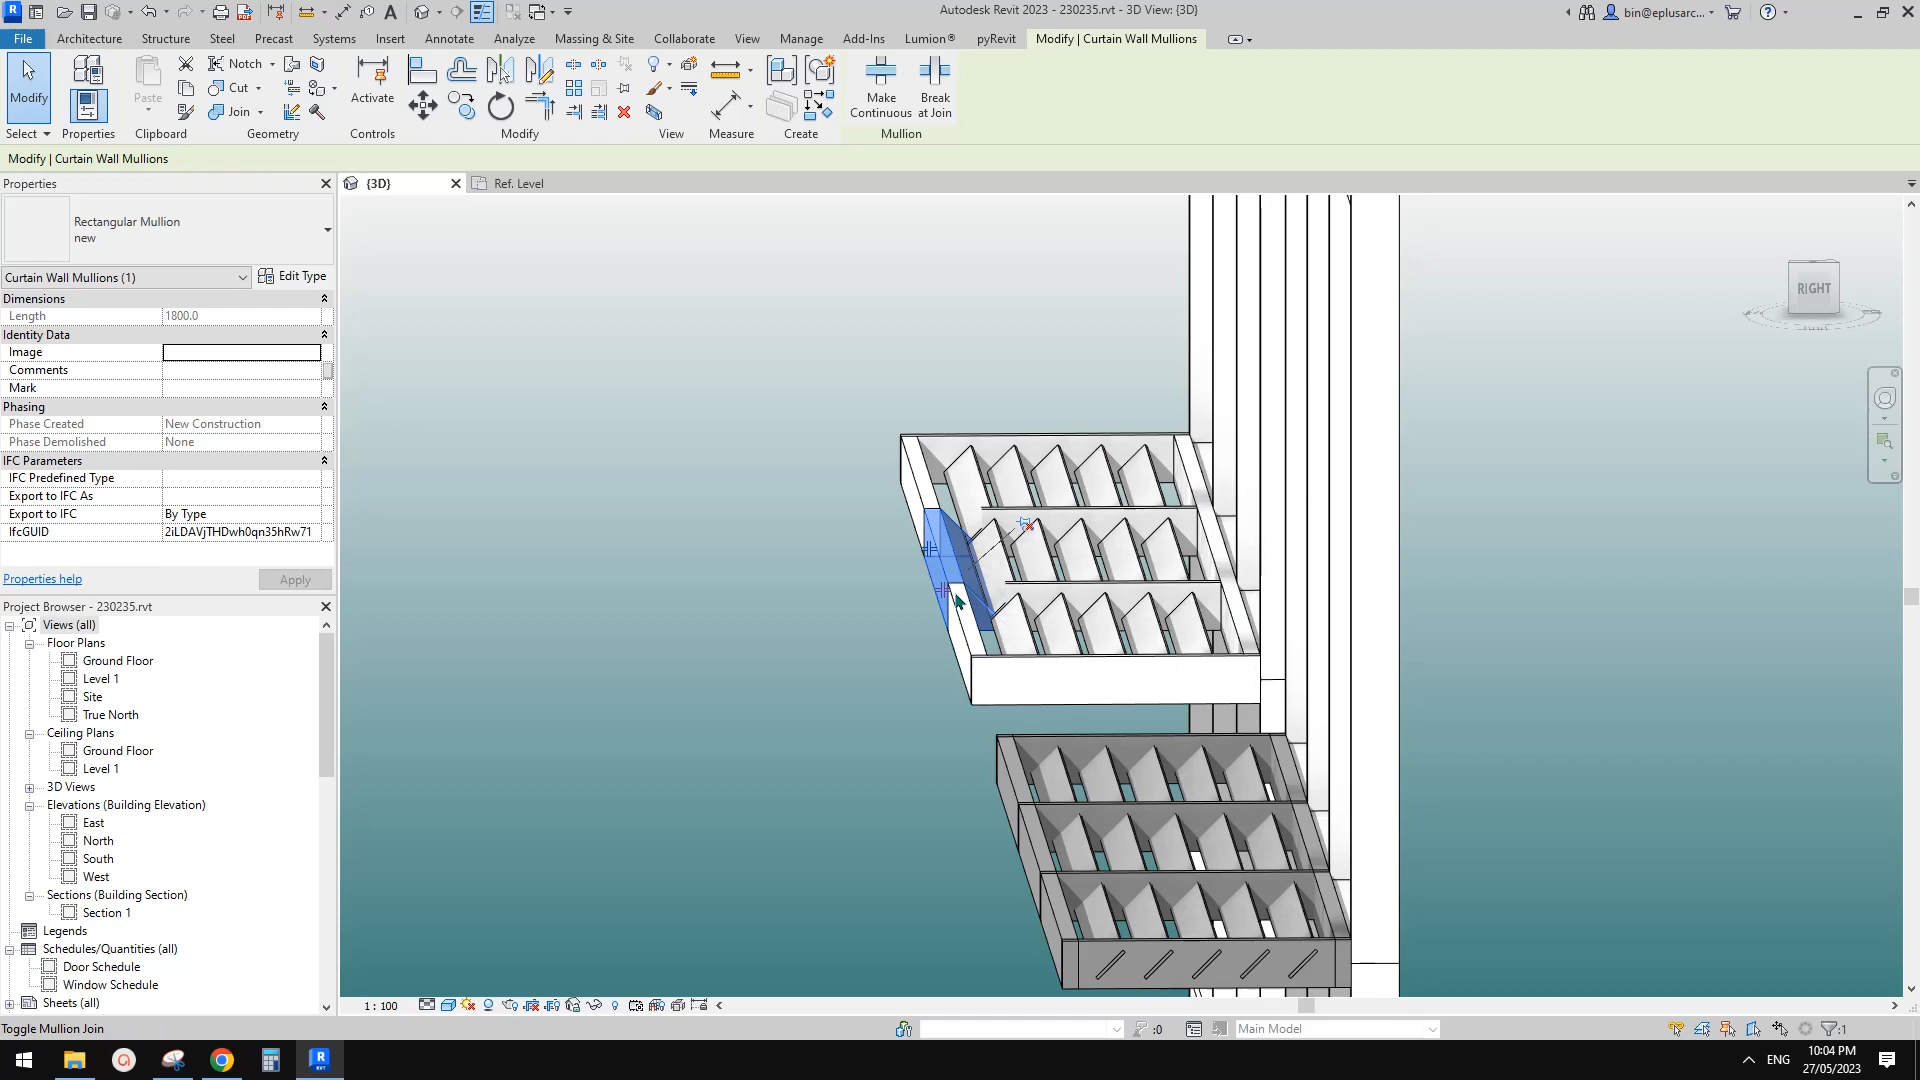 Autodesk Revit 2023 - 230235.rvt - 3D View: {3D}
bin@eplusarc...
File Architecture Structure Steel Precast Systems Insert Annotate Analyze Massing & Site Collaborate View Manage Add-Ins Lumion® pyRevit Modify | Curtain Wall Mullions
Notch
Cut
Join
Modify
Paste
Activate
Make Continuous
Break at Join
Select Properties Clipboard Geometry Controls Modify View Measure Create Mullion
Modify | Curtain Wall Mullions
Properties
{3D}
Ref. Level
Rectangular Mullion
new
Curtain Wall Mullions (1)
Edit Type
Dimensions
Length 1800.0
Identity Data
Image
Comments
Mark
Phasing
Phase Created New Construction
Phase Demolished None
IFC Parameters
IFC Predefined Type
Export to IFC As
Export to IFC By Type
IfcGUID 2iLDAVjTHDwh0qn35hRw71
Properties help
Apply
RIGHT
Project Browser - 230235.rvt
Views (all)
Floor Plans
Ground Floor
Level 1
Site
True North
Ceiling Plans
Ground Floor
Level 1
3D Views
Elevations (Building Elevation)
East
North
South
West
Sections (Building Section)
Section 1
Legends
Schedules/Quantities (all)
Door Schedule
Window Schedule
Sheets (all)
1 : 100
Toggle Mullion Join
:0
Main Model
:1
ENG
10:04 PM
27/05/2023